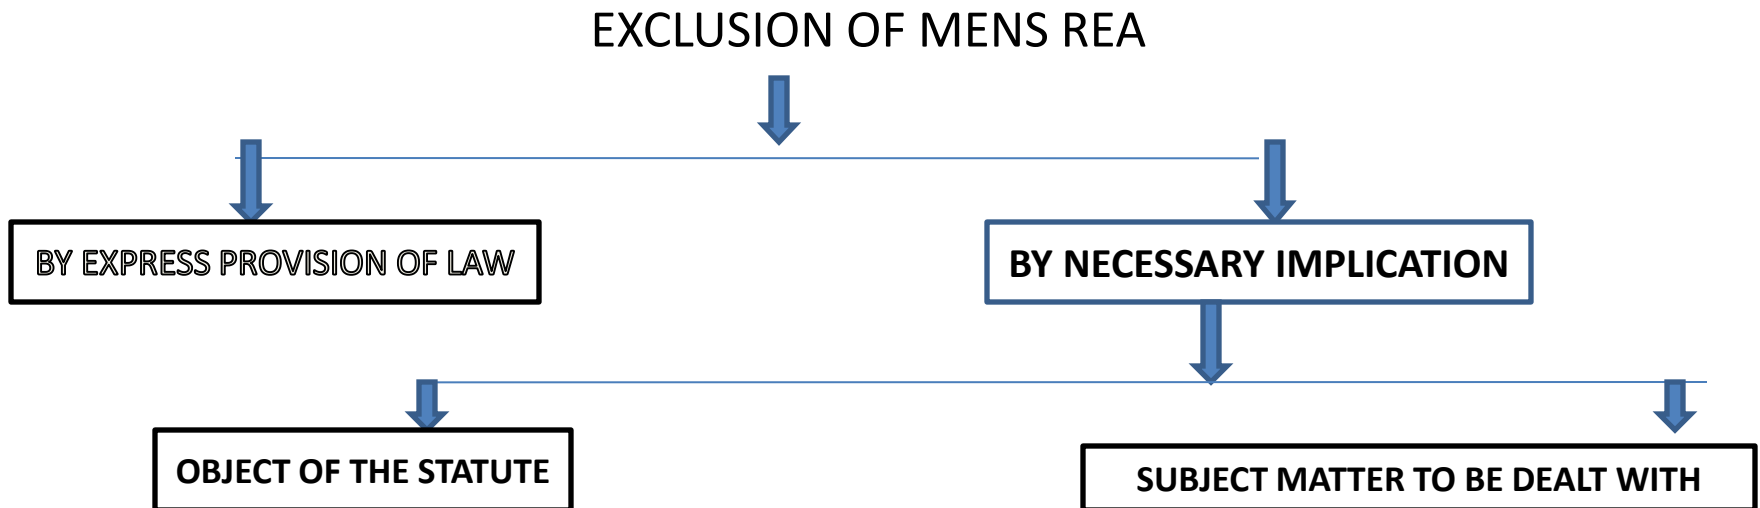 EXCLUSION OF MENS REA
BY EXPRESS PROVISION OF LAW
BY NECESSARY IMPLICATION
OBJECT OF THE STATUTE
SUBJECT MATTER TO BE DEALT WITH